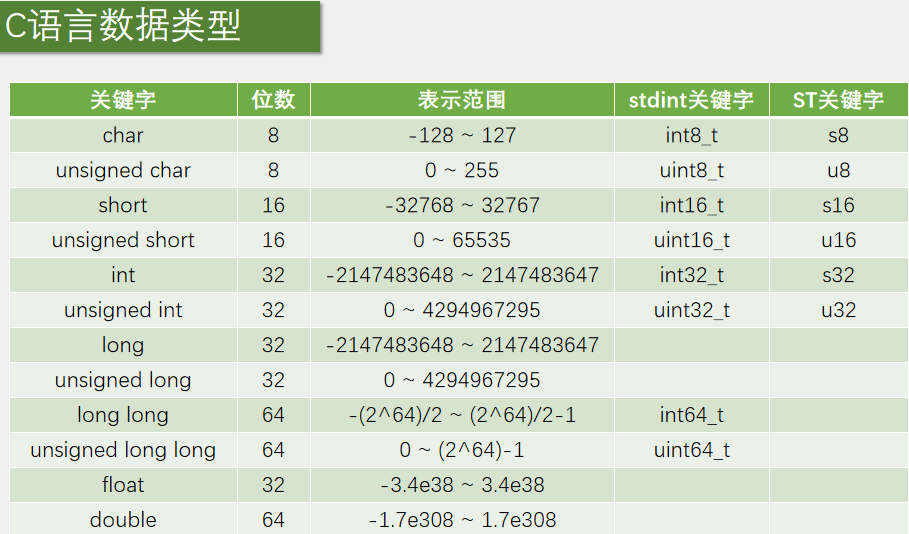 C语言数据类型
关键字 位数 表示范围 stdint关键字 ST关键字
char 8 -128 ~ 127 int8_t s8
unsigned char 8 0 ~ 255 uint8_t u8
short 16 -32768 ~ 32767 int16_t s16
unsigned short 16 0 ~ 65535 uint16_t u16
int 32 -2147483648 ~ 2147483647 int32_t s32
unsigned int 32 0 ~ 4294967295 uint32_t u32
long 32 -2147483648 ~ 2147483647
unsigned long 32 0 ~ 4294967295
long long 64 -(2^64)/2 ~ (2^64)/2-1 int64_t
unsigned long long 64 0 ~ (2^64)-1 uint64_t
float 32 -3.4e38 ~ 3.4e38
double 64 -1.7e308 ~ 1.7e308